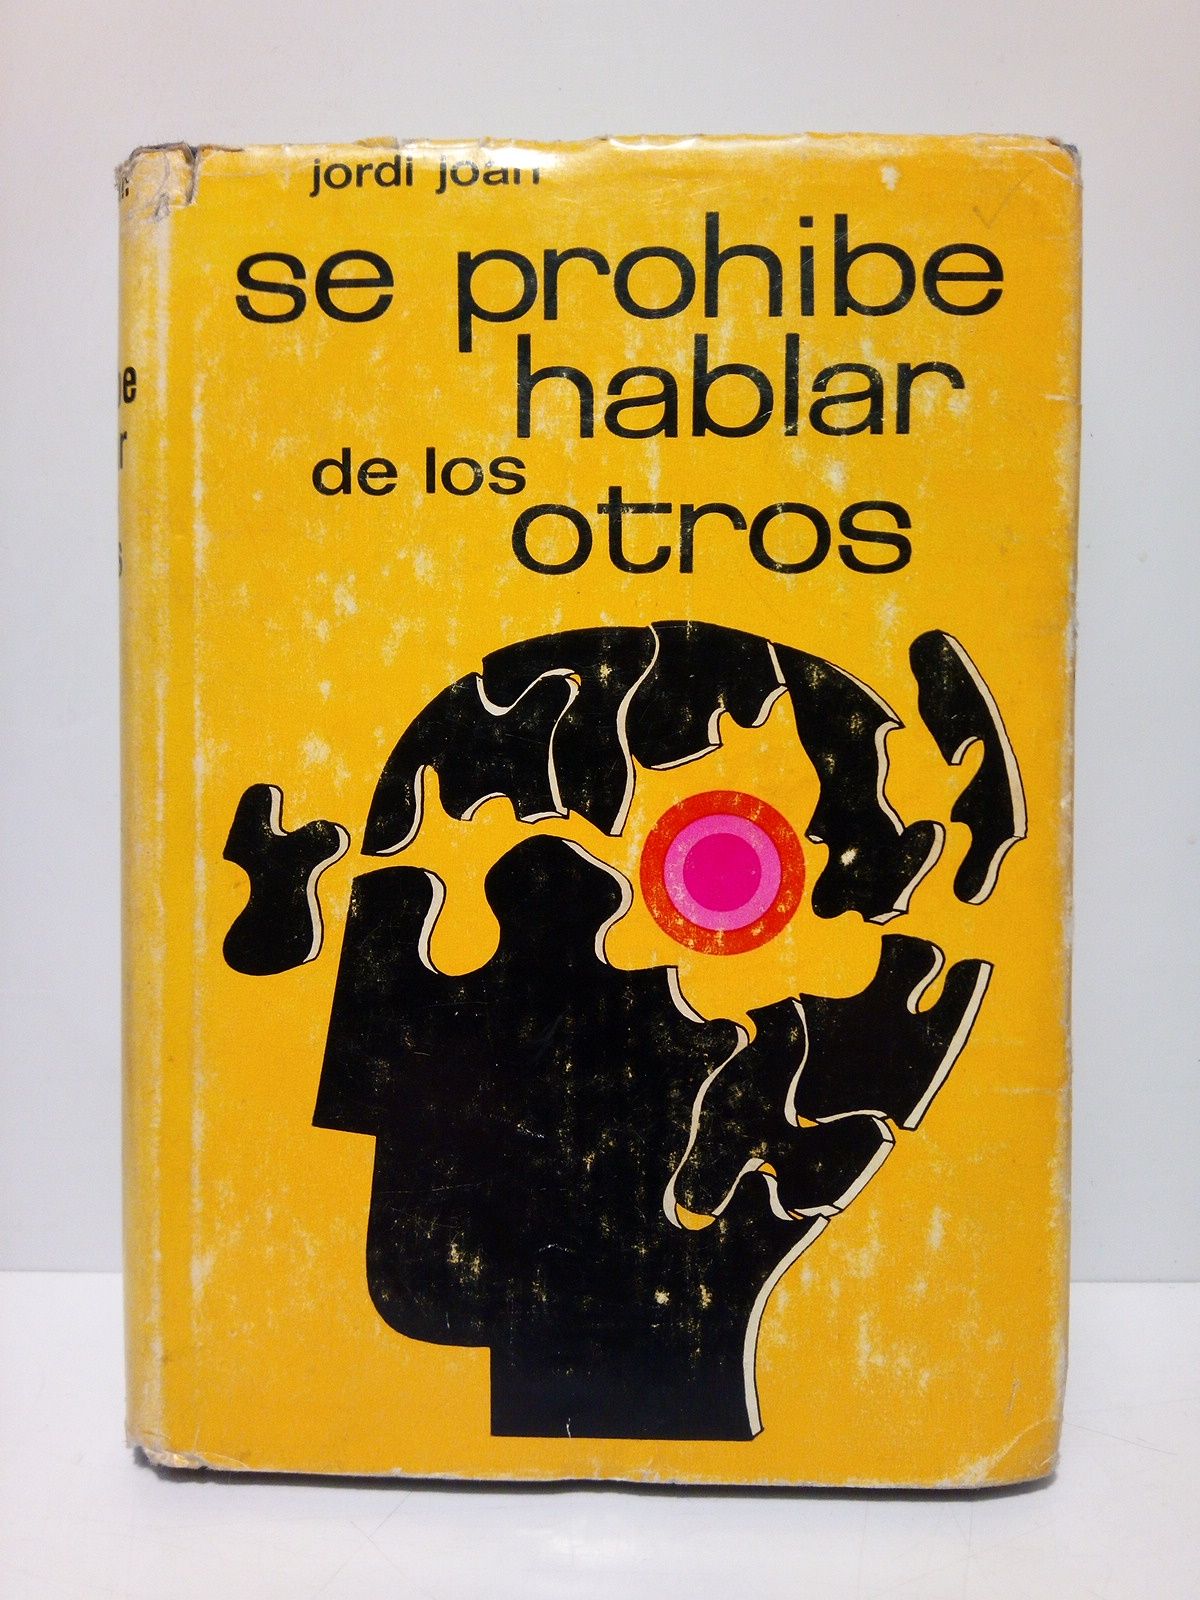 jordi joan
se prohibe
hablar
de los
otros